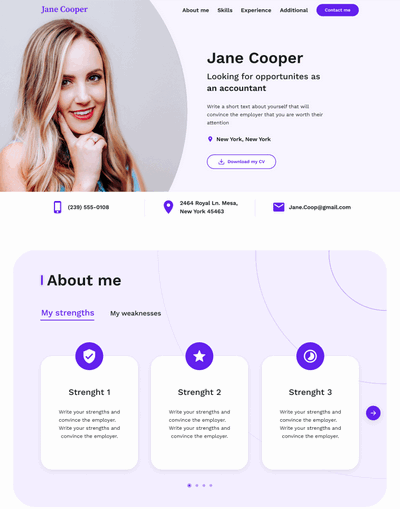 Jane Cooper
About me Skills Experience Additional Contact me
Jane Cooper
Looking for opportunites as
an accountant
Write a short text about yourself that will
convince the employer that you are worth their
attention
New York, New York
Download my CV
(239) 555-0108
2464 Royal Ln. Mesa,
New York 45463
Jane.Coop@gmail.com
About me
My strengths My weaknesses
Strenght 1
Write your strengths and
convince the employer.
Write your strengths and
convince the employer.
Strenght 2
Write your strengths and
convince the employer.
Write your strengths and
convince the employer.
Strenght 3
Write your strengths and
convince the employer.
Write your strengths and
convince the employer.